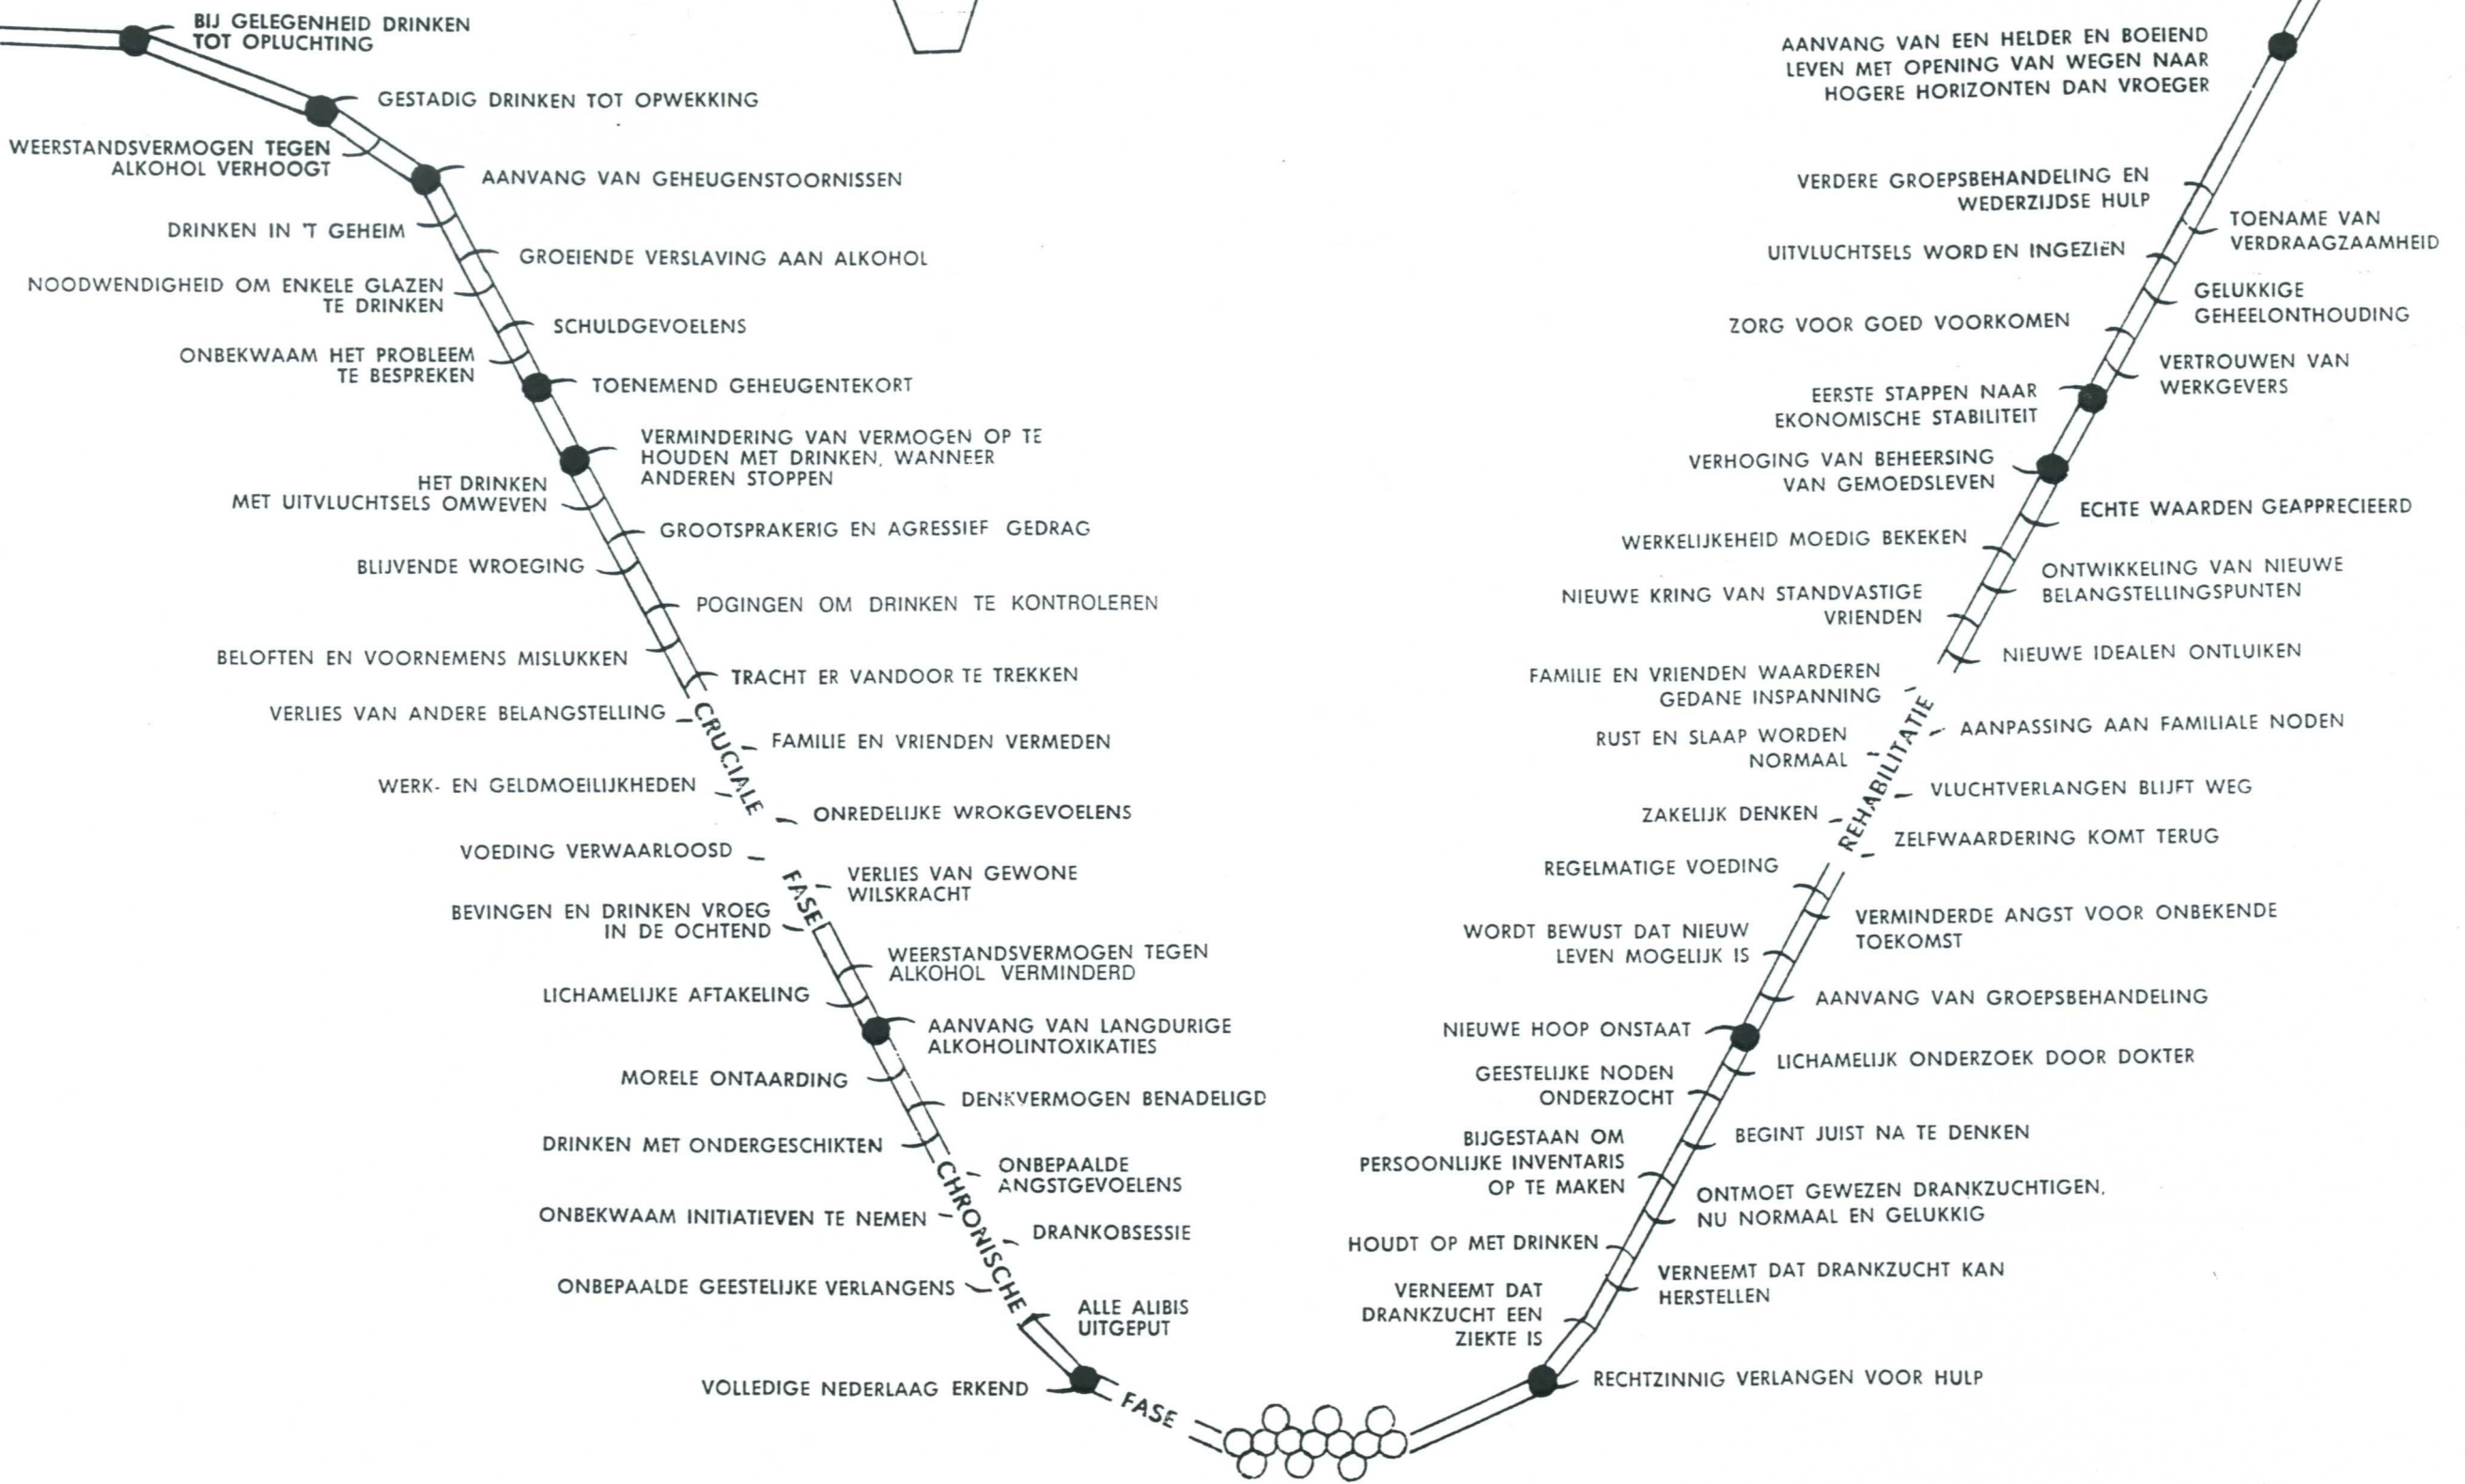 BIJ GELEGENHEID DRINKEN
TOT OPLUCHTING
GESTADIG DRINKEN TOT OPWEKKING
WEERSTANDSVERMOGEN TEGEN
ALKOHOL VERHOOGT
AANVANG VAN GEHEUGENSTOORNISSEN
DRINKEN IN 'T GEHEIM
GROEIENDE VERSLAVING AAN ALKOHOL
NOODWENDIGHEID OM ENKELE GLAZEN
TE DRINKEN
SCHULDGEVOELENS
ONBEKWAAM HET PROBLEEM
TE BESPREKEN
TOENEMEND GEHEUGENTEKORT
VERMINDERING VAN VERMOGEN OP TE
HOUDEN MET DRINKEN, WANNEER
ANDEREN STOPPEN
HET DRINKEN
MET UITVLUCHTSELS OMWEVEN
GROOTSPRAKERIG EN AGRESSIEF GEDRAG
BLIJVENDE WROEGING
POGINGEN OM DRINKEN TE KONTROLEREN
BELOFTEN EN VOORNEMENS MISLUKKEN
TRACHT ER VANDOOR TE TREKKEN
VERLIES VAN ANDERE BELANGSTELLING
CRUCIALE
FAMILIE EN VRIENDEN VERMEDEN
WERK- EN GELDMOEILIJKHEDEN
ONREDELIJKE WROKGEVOELENS
VOEDING VERWAARLOOSD
FASE
VERLIES VAN GEWONE
WILSKRACHT
BEVINGEN EN DRINKEN VROEG
IN DE OCHTEND
WEERSTANDSVERMOGEN TEGEN
ALKOHOL VERMINDERD
LICHAMELIJKE AFTAKELING
AANVANG VAN LANGDURIGE
ALKOHOLINTOXIKATIES
MORELE ONTAARDING
DENKVERMOGEN BENADELIGD
DRINKEN MET ONDERGESCHIKTEN
CHRONISCHE
ONBEPAALDE
ANGSTGEVOELENS
ONBEKWAAM INITIATIEVEN TE NEMEN
DRANKOBSESSIE
ONBEPAALDE GEESTELIJKE VERLANGENS
ALLE ALIBIS
UITGEPUT
VOLLEDIGE NEDERLAAG ERKEND
FASE
AANVANG VAN EEN HELDER EN BOEIEND
LEVEN MET OPENING VAN WEGEN NAAR
HOGERE HORIZONTEN DAN VROEGER
VERDERE GROEPSBEHANDELING EN
WEDERZIJDSE HULP
TOENAME VAN
VERDRAAGZAAMHEID
UITVLUCHTSELS WORDEN INGEZIEN
GELUKKIGE
GEHEELONTHOUDING
ZORG VOOR GOED VOORKOMEN
VERTROUWEN VAN
WERKGEVERS
EERSTE STAPPEN NAAR
EKONOMISCHE STABILITEIT
VERHOGING VAN BEHEERSING
VAN GEMOEDSLEVEN
ECHTE WAARDEN GEAPPRECIEERD
WERKELIJKEHEID MOEDIG BEKEKEN
ONTWIKKELING VAN NIEUWE
BELANGSTELLINGSPUNTEN
NIEUWE KRING VAN STANDVASTIGE
VRIENDEN
NIEUWE IDEALEN ONTLUIKEN
FAMILIE EN VRIENDEN WAARDEREN
GEDANE INSPANNING
REHABILITATIE
AANPASSING AAN FAMILIALE NODEN
RUST EN SLAAP WORDEN
NORMAAL
VLUCHTVERLANGEN BLIJFT WEG
ZAKELIJK DENKEN
ZELFWAARDERING KOMT TERUG
REGELMATIGE VOEDING
VERMINDERDE ANGST VOOR ONBEKENDE
TOEKOMST
WORDT BEWUST DAT NIEUW
LEVEN MOGELIJK IS
AANVANG VAN GROEPSBEHANDELING
NIEUWE HOOP ONSTAAT
LICHAMELIJK ONDERZOEK DOOR DOKTER
GEESTELIJKE NODEN
ONDERZOCHT
BEGINT JUIST NA TE DENKEN
BIJGESTAAN OM
PERSOONLIJKE INVENTARIS
OP TE MAKEN
ONTMOET GEWEZEN DRANKZUCHTIGEN,
NU NORMAAL EN GELUKKIG
HOUDT OP MET DRINKEN
VERNEEMT DAT DRANKZUCHT KAN
HERSTELLEN
VERNEEMT DAT
DRANKZUCHT EEN
ZIEKTE IS
RECHTZINNIG VERLANGEN VOOR HULP